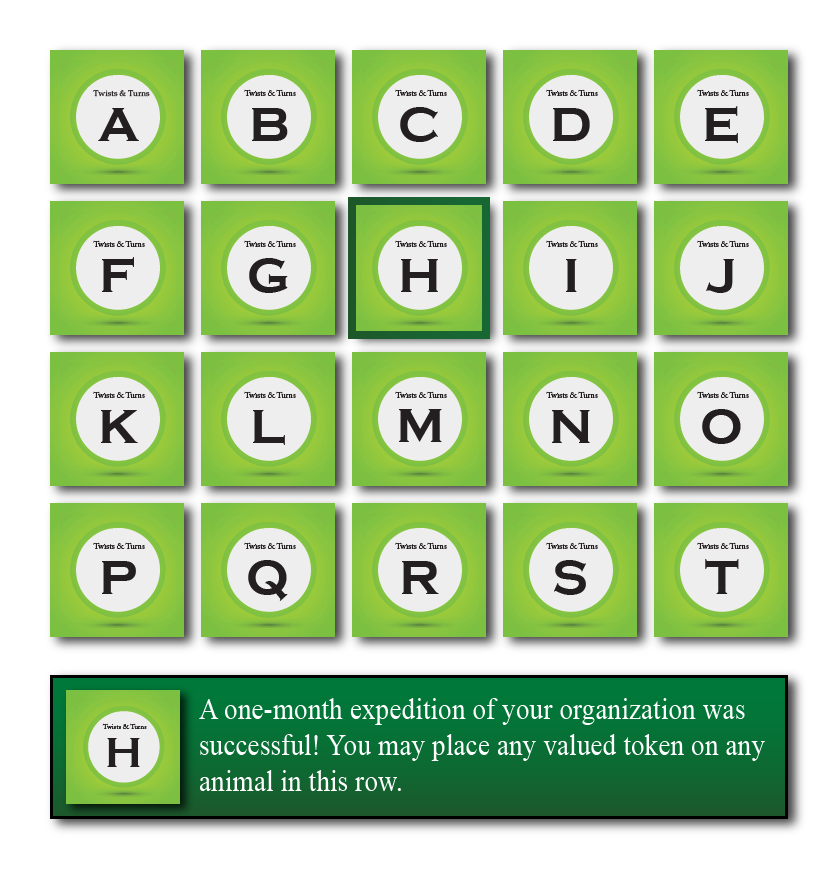 Twists & Turns Twists & Turns Twists & Turns Twists & Turns Twists & Turns
A B C D E
Twists & Turns Twists & Turns Twists & Turns Twists & Turns Twists & Turns
F G H I J
Twists & Turns Twists & Turns Twists & Turns Twists & Turns Twists & Turns
K L M N O
Twists & Turns Twists & Turns Twists & Turns Twists & Turns Twists & Turns
P Q R S T
Twists & Turns
H
A one-month expedition of your organization was
successful! You may place any valued token on any
animal in this row.